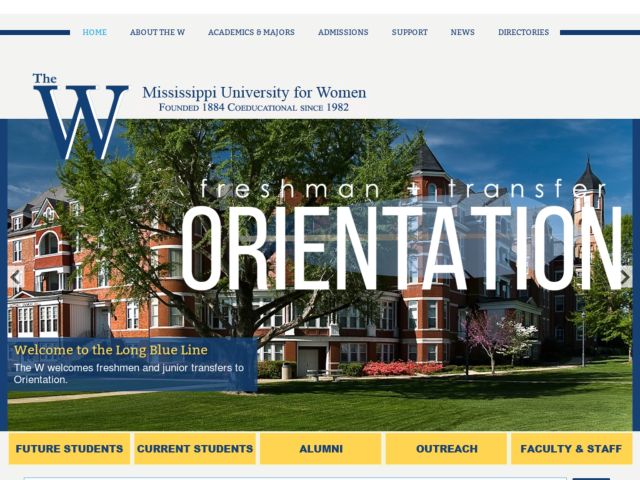 HOME ABOUT THE W ACADEMICS & MAJORS ADMISSIONS SUPPORT NEWS DIRECTORIES
The
W
Mississippi University for Women
Founded 1884 Coeducational since 1982
freshman + transfer
ORIENTATION
Welcome to the Long Blue Line
The W welcomes freshmen and junior transfers to
Orientation.
FUTURE STUDENTS CURRENT STUDENTS ALUMNI OUTREACH FACULTY & STAFF